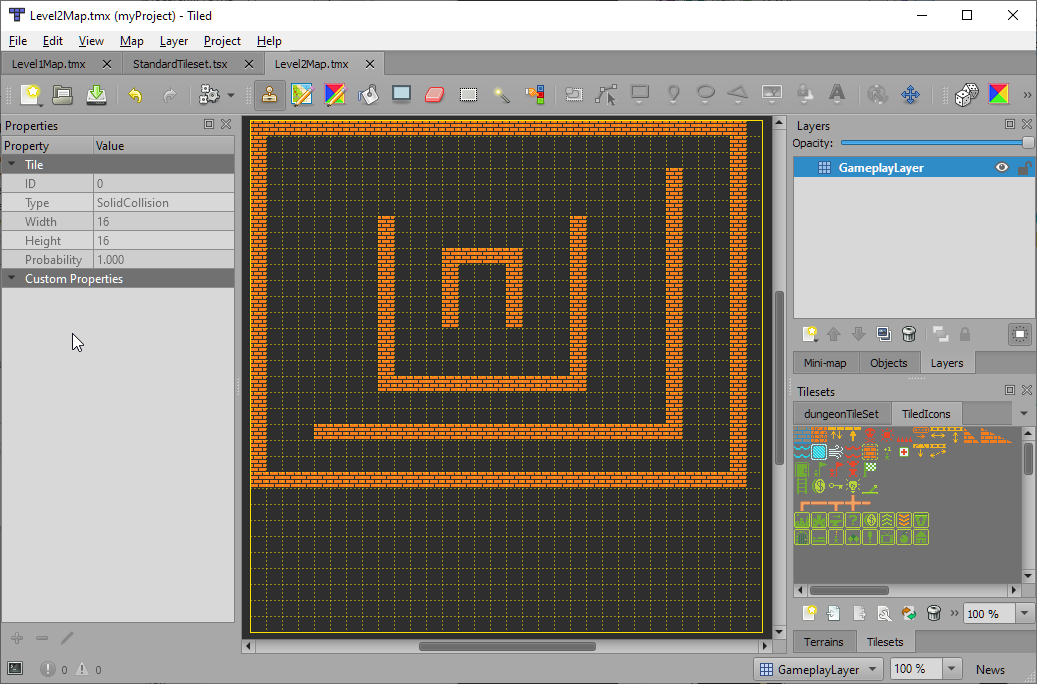 Level2Map.tmx (myProject) - Tiled
File Edit View Map Layer Project Help
Level1Map.tmx StandardTileset.tsx Level2Map.tmx
Properties
Property Value
Tile
ID 0
Type SolidCollision
Width 16
Height 16
Probability 1.000
Custom Properties
Layers
Opacity:
GameplayLayer
Mini-map Objects Layers
Tilesets
dungeonTileSet TiledIcons
100 %
Terrains Tilesets
0 0
GameplayLayer 100 % News